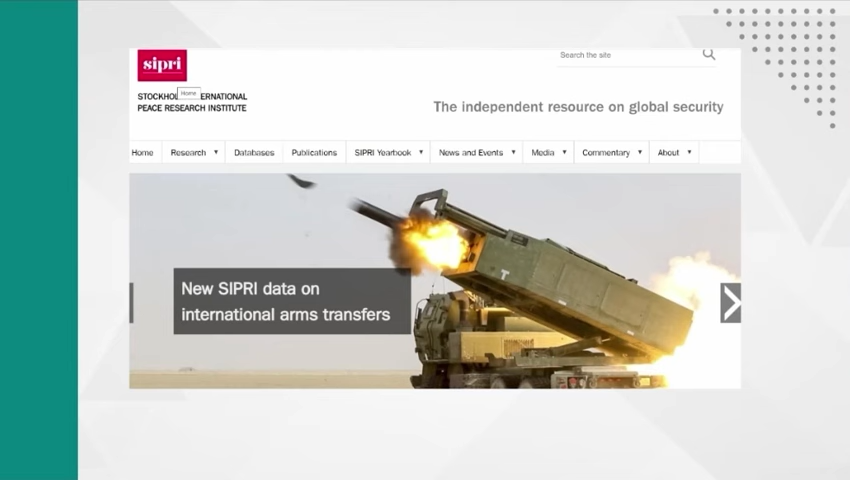 sipri
Search the site
Home
STOCKHOL ERNATIONAL
PEACE RESEARCH INSTITUTE
The independent resource on global security
Home Research Databases Publications SIPRI Yearbook News and Events Media Commentary About
New SIPRI data on
international arms transfers